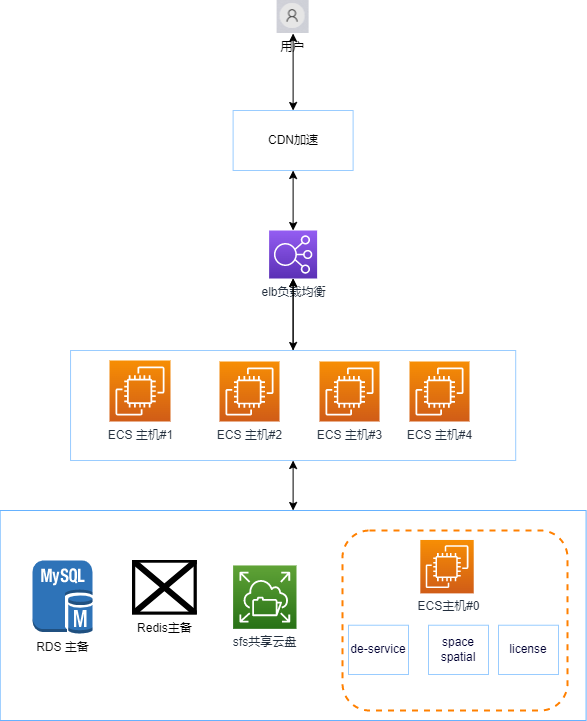 用户
CDN加速
elb负载均衡
ECS 主机#1
ECS 主机#2
ECS 主机#3
ECS 主机#4
MySQL
M
RDS 主备
Redis主备
sfs共享云盘
ECS主机#0
de-service
space
spatial
license